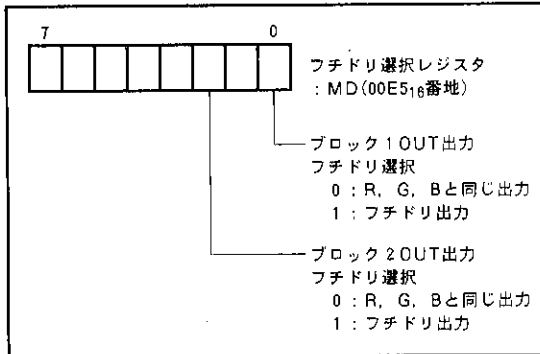 7 0
フチドリ選択レジスタ
: MD(00E5₁₆番地)
ブロック1OUT出力
フチドリ選択
0 : R, G, Bと同じ出力
1 : フチドリ出力
ブロック2OUT出力
フチドリ選択
0 : R, G, Bと同じ出力
1 : フチドリ出力